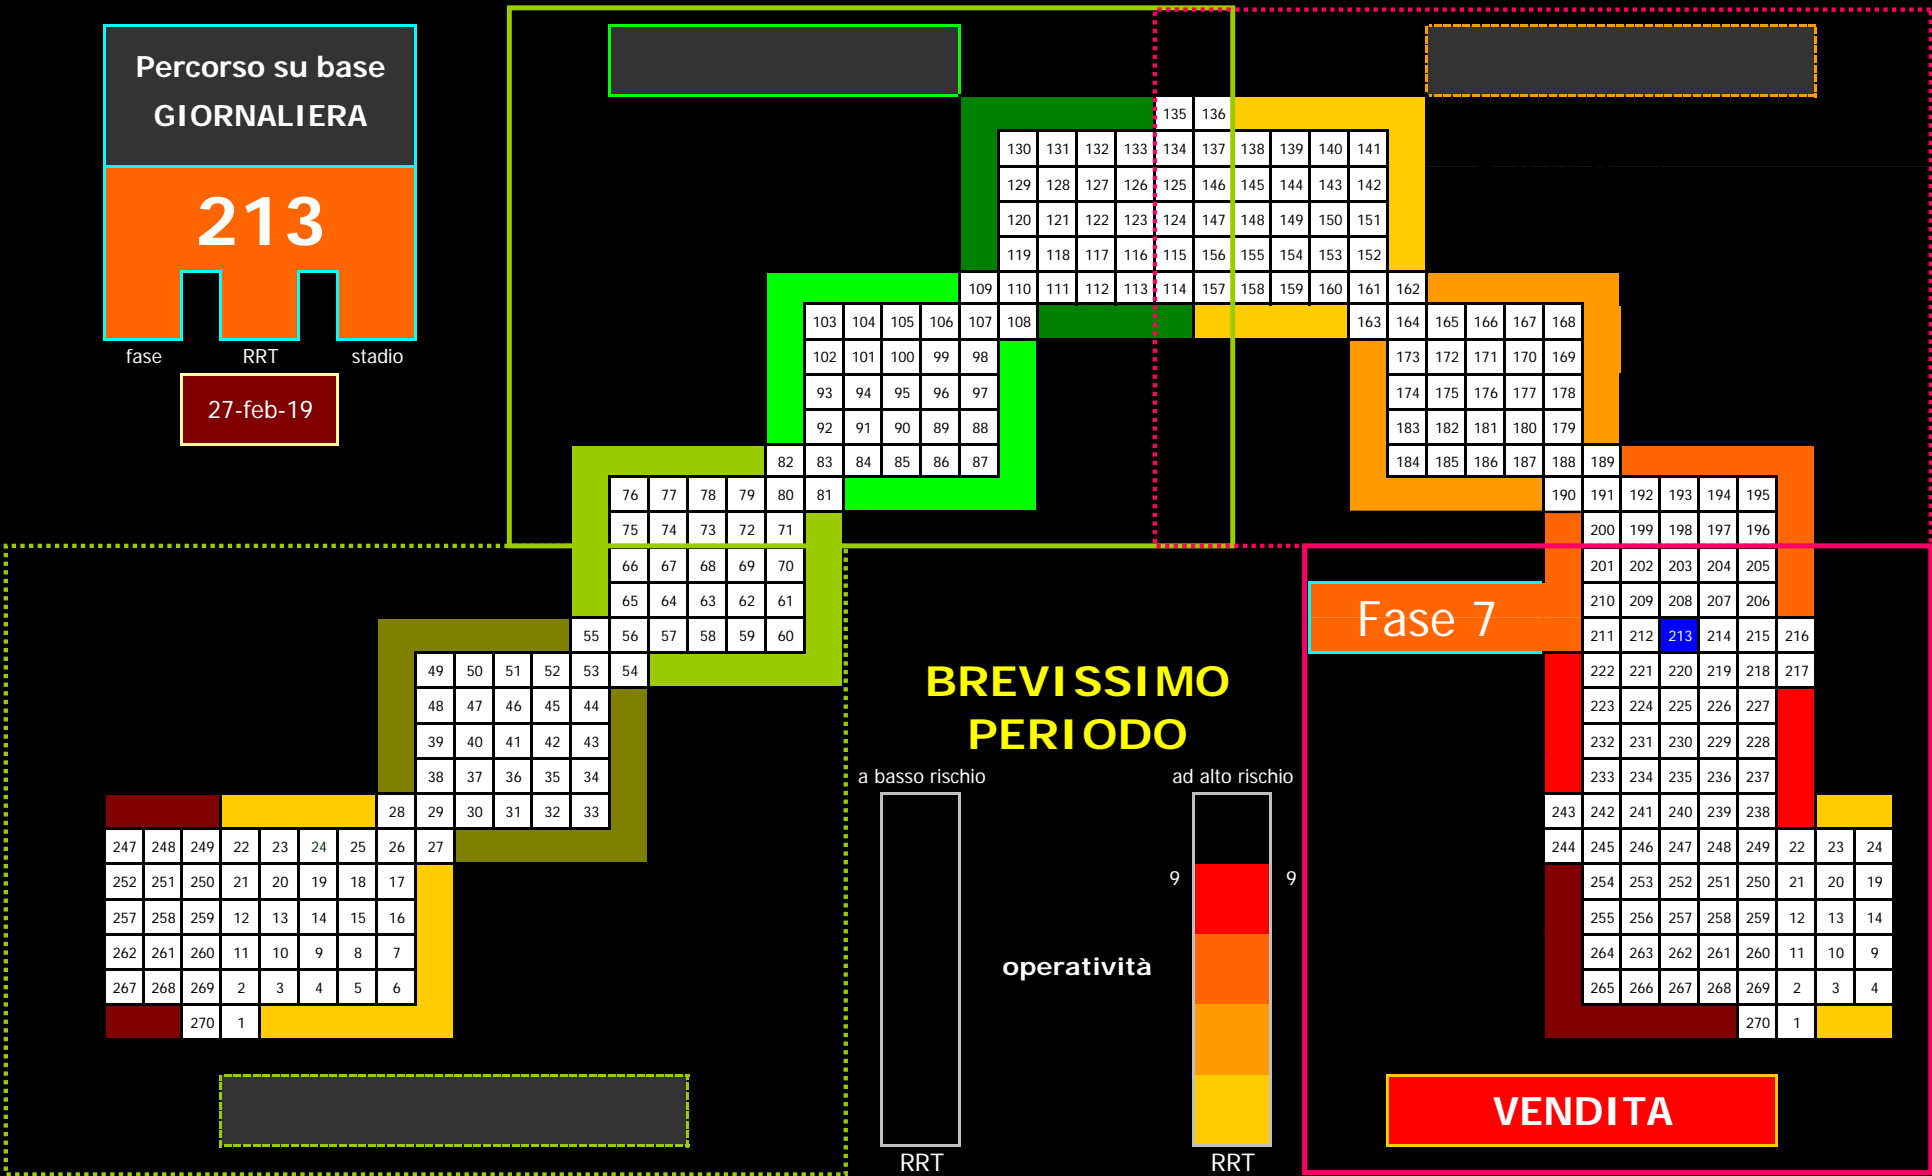 Percorso su base
GIORNALIERA
213
fase RRT stadio
27-feb-19
135 136
130 131 132 133 134 137 138 139 140 141
129 128 127 126 125 146 145 144 143 142
120 121 122 123 124 147 148 149 150 151
119 118 117 116 115 156 155 154 153 152
109 110 111 112 113 114 157 158 159 160 161 162
103 104 105 106 107 108 163 164 165 166 167 168
102 101 100 99 98 173 172 171 170 169
93 94 95 96 97 174 175 176 177 178
92 91 90 89 88 183 182 181 180 179
82 83 84 85 86 87 184 185 186 187 188 189
76 77 78 79 80 81 190 191 192 193 194 195
75 74 73 72 71 200 199 198 197 196
66 67 68 69 70 201 202 203 204 205
65 64 63 62 61 210 209 208 207 206
Fase 7
55 56 57 58 59 60 211 212 213 214 215 216
49 50 51 52 53 54 222 221 220 219 218 217
48 47 46 45 44 223 224 225 226 227
39 40 41 42 43 232 231 230 229 228
38 37 36 35 34 233 234 235 236 237
28 29 30 31 32 33 243 242 241 240 239 238
247 248 249 22 23 24 25 26 27 244 245 246 247 248 249 22 23 24
252 251 250 21 20 19 18 17 254 253 252 251 250 21 20 19
257 258 259 12 13 14 15 16 255 256 257 258 259 12 13 14
262 261 260 11 10 9 8 7 264 263 262 261 260 11 10 9
267 268 269 2 3 4 5 6 265 266 267 268 269 2 3 4
270 1 270 1
BREVISSIMO
PERIODO
a basso rischio ad alto rischio
9 9
operatività
RRT RRT
VENDITA